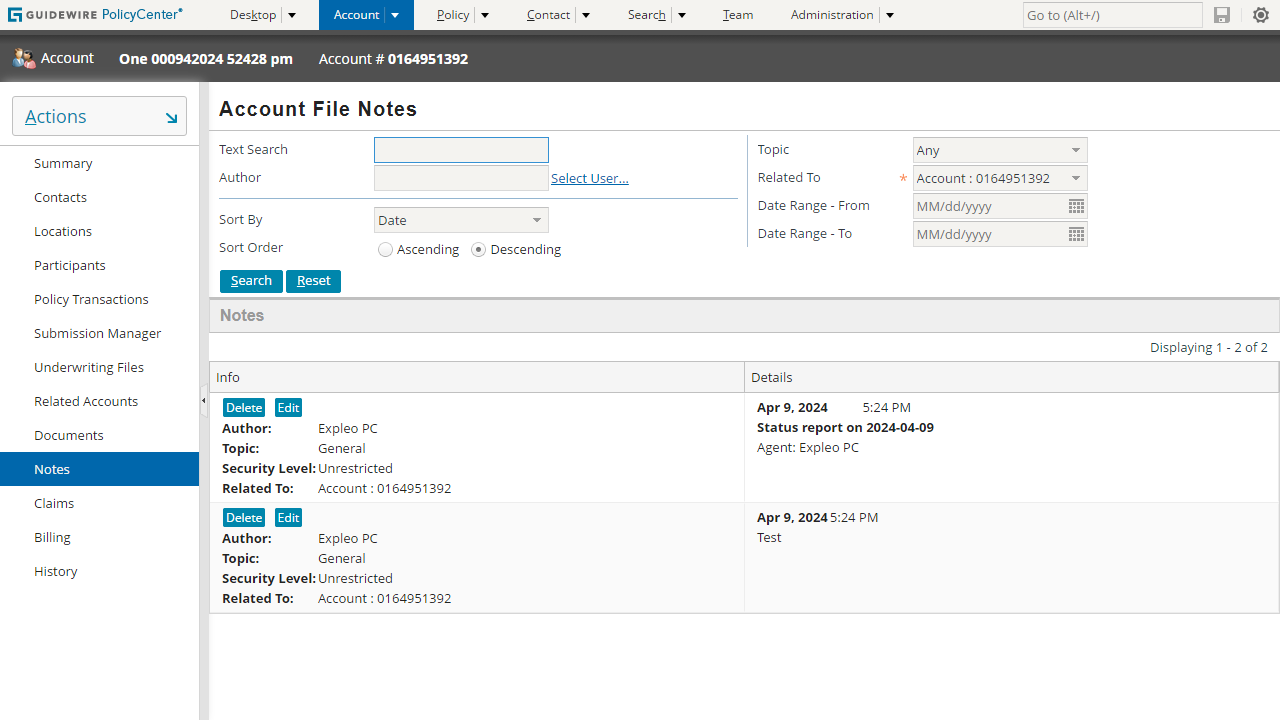 GUIDEWIRE PolicyCenter®
Desktop
Account
Policy
Contact
Search
Team
Administration
Go to (Alt+/)
Account
One 000942024 52428 pm
Account # 0164951392
Actions
Summary
Contacts
Locations
Participants
Policy Transactions
Submission Manager
Underwriting Files
Related Accounts
Documents
Notes
Claims
Billing
History
Account File Notes
Text Search
Author
Select User...
Sort By
Date
Sort Order
Ascending
Descending
Topic
Any
Related To
* Account : 0164951392
Date Range - From
MM/dd/yyyy
Date Range - To
MM/dd/yyyy
Search
Reset
Notes
Displaying 1 - 2 of 2
Info
Details
Delete Edit
Author: Expleo PC
Topic: General
Security Level: Unrestricted
Related To: Account : 0164951392
Apr 9, 2024 5:24 PM
Status report on 2024-04-09
Agent: Expleo PC
Delete Edit
Author: Expleo PC
Topic: General
Security Level: Unrestricted
Related To: Account : 0164951392
Apr 9, 2024 5:24 PM
Test